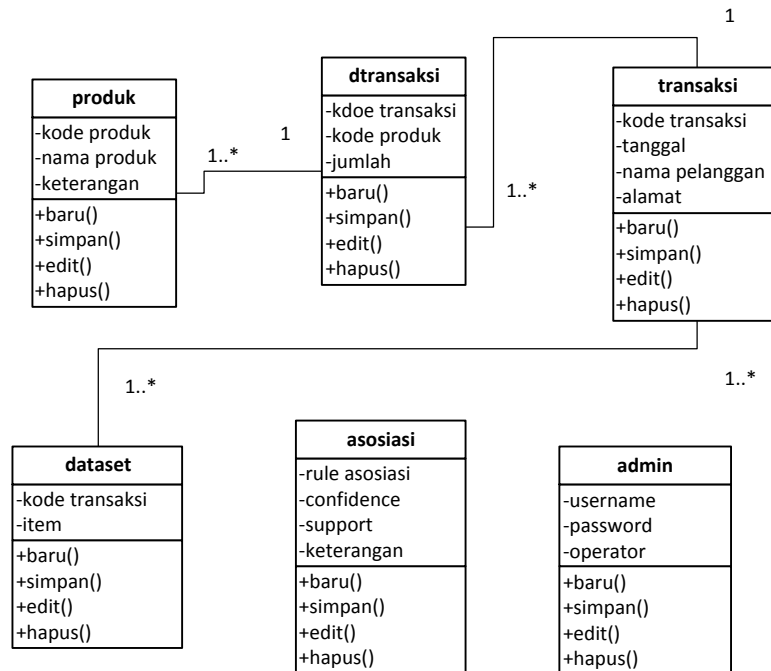 produk
-kode produk
-nama produk
-keterangan
+baru()
+simpan()
+edit()
+hapus()
1..*
1
dtransaksi
-kdoe transaksi
-kode produk
-jumlah
+baru()
+simpan()
+edit()
+hapus()
1..*
1
transaksi
-kode transaksi
-tanggal
-nama pelanggan
-alamat
+baru()
+simpan()
+edit()
+hapus()
1..*
1..*
dataset
-kode transaksi
-item
+baru()
+simpan()
+edit()
+hapus()
asosiasi
-rule asosiasi
-confidence
-support
-keterangan
+baru()
+simpan()
+edit()
+hapus()
admin
-username
-password
-operator
+baru()
+simpan()
+edit()
+hapus()